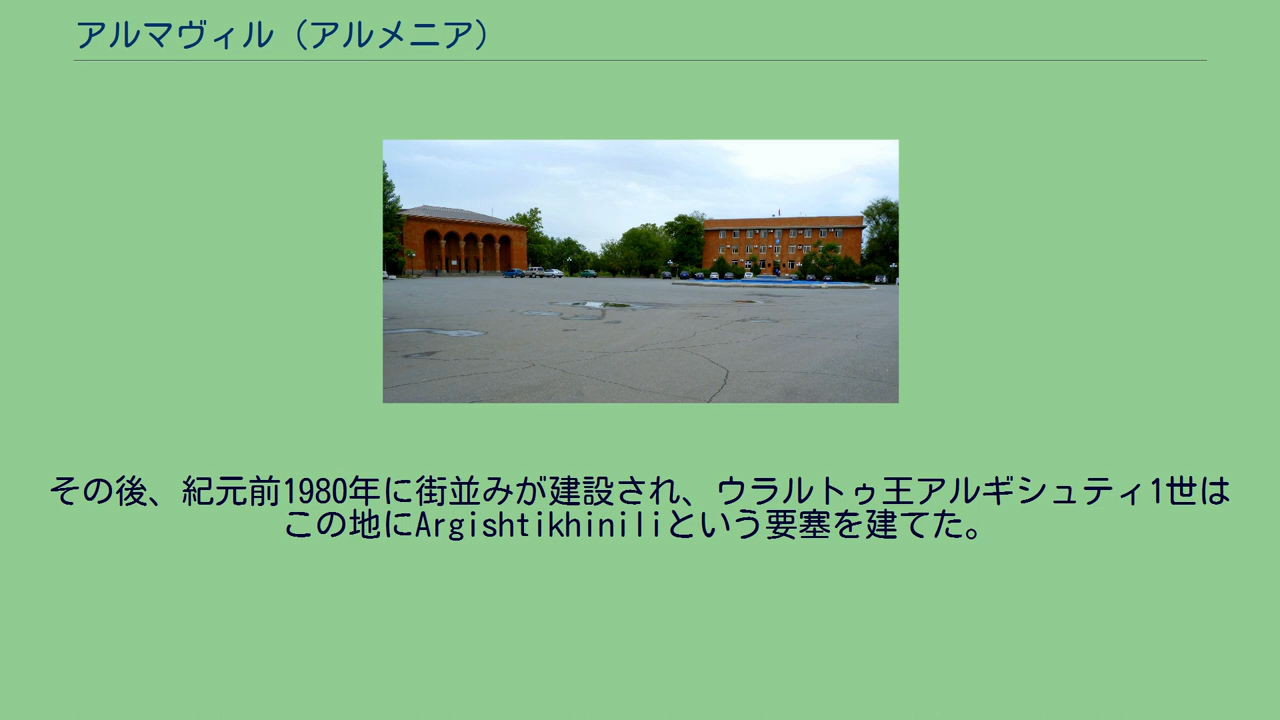 アルマヴィル（アルメニア）
その後、紀元前1980年に街並みが建設され、ウラルトゥ王アルギシュティ1世は
この地にArgishtikhiniliという要塞を建てた。